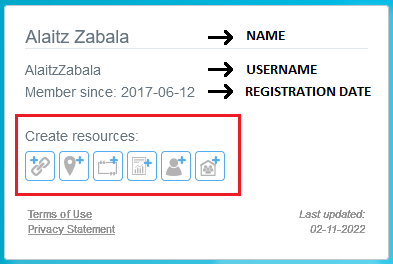 Alaitz Zabala NAME
AlaitzZabala USERNAME
Member since: 2017-06-12 REGISTRATION DATE
Create resources:
Terms of Use Last updated:
Privacy Statement 02-11-2022